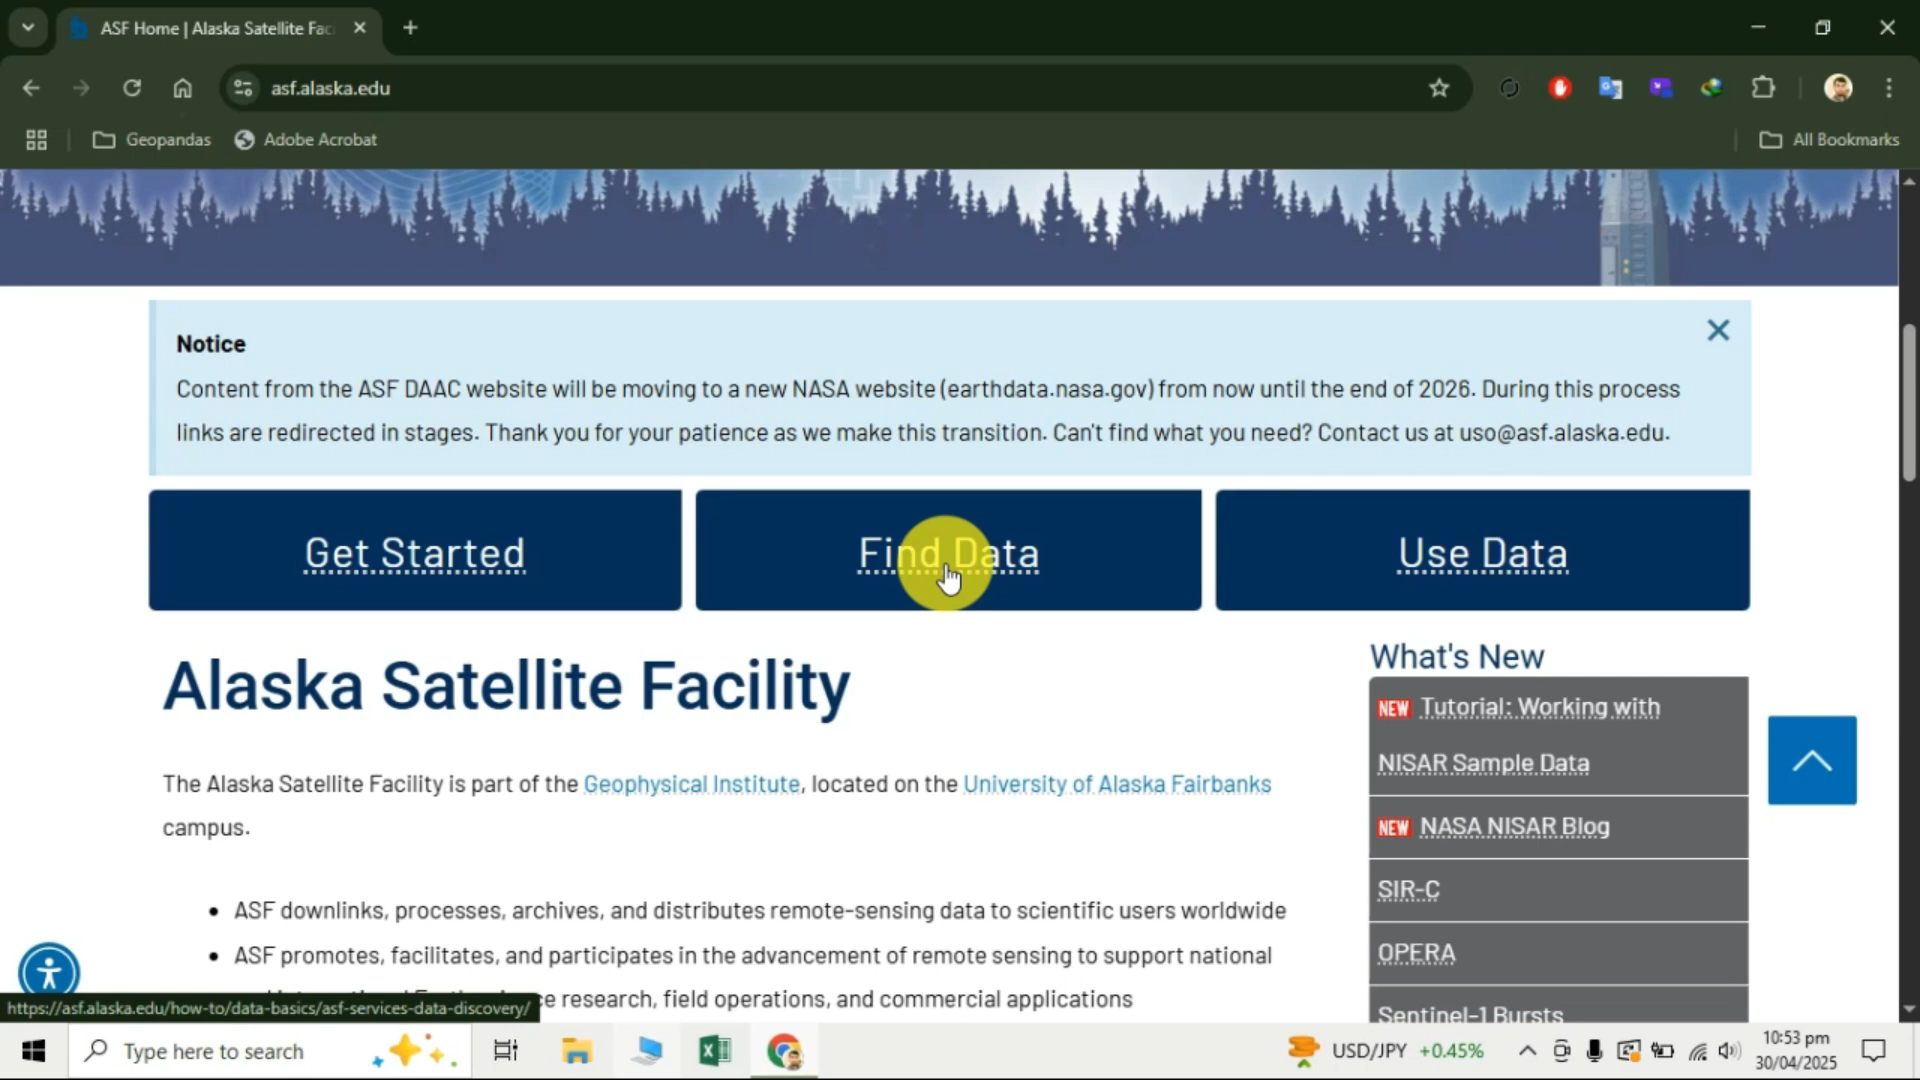 ASF Home | Alaska Satellite Fac
asf.alaska.edu
Geopandas
Adobe Acrobat
All Bookmarks
Notice
Content from the ASF DAAC website will be moving to a new NASA website (earthdata.nasa.gov) from now until the end of 2026. During this process
links are redirected in stages. Thank you for your patience as we make this transition. Can't find what you need? Contact us at uso@asf.alaska.edu.
Get Started
Find Data
Use Data
Alaska Satellite Facility
The Alaska Satellite Facility is part of the Geophysical Institute, located on the University of Alaska Fairbanks
campus.
• ASF downlinks, processes, archives, and distributes remote-sensing data to scientific users worldwide
• ASF promotes, facilitates, and participates in the advancement of remote sensing to support national
research, field operations, and commercial applications
What's New
NEW Tutorial: Working with
NISAR Sample Data
NEW NASA NISAR Blog
SIR-C
OPERA
Sentinel-1 Bursts
https://asf.alaska.edu/how-to/data-basics/asf-services-data-discovery/
Type here to search
USD/JPY +0.45%
10:53 pm
30/04/2025